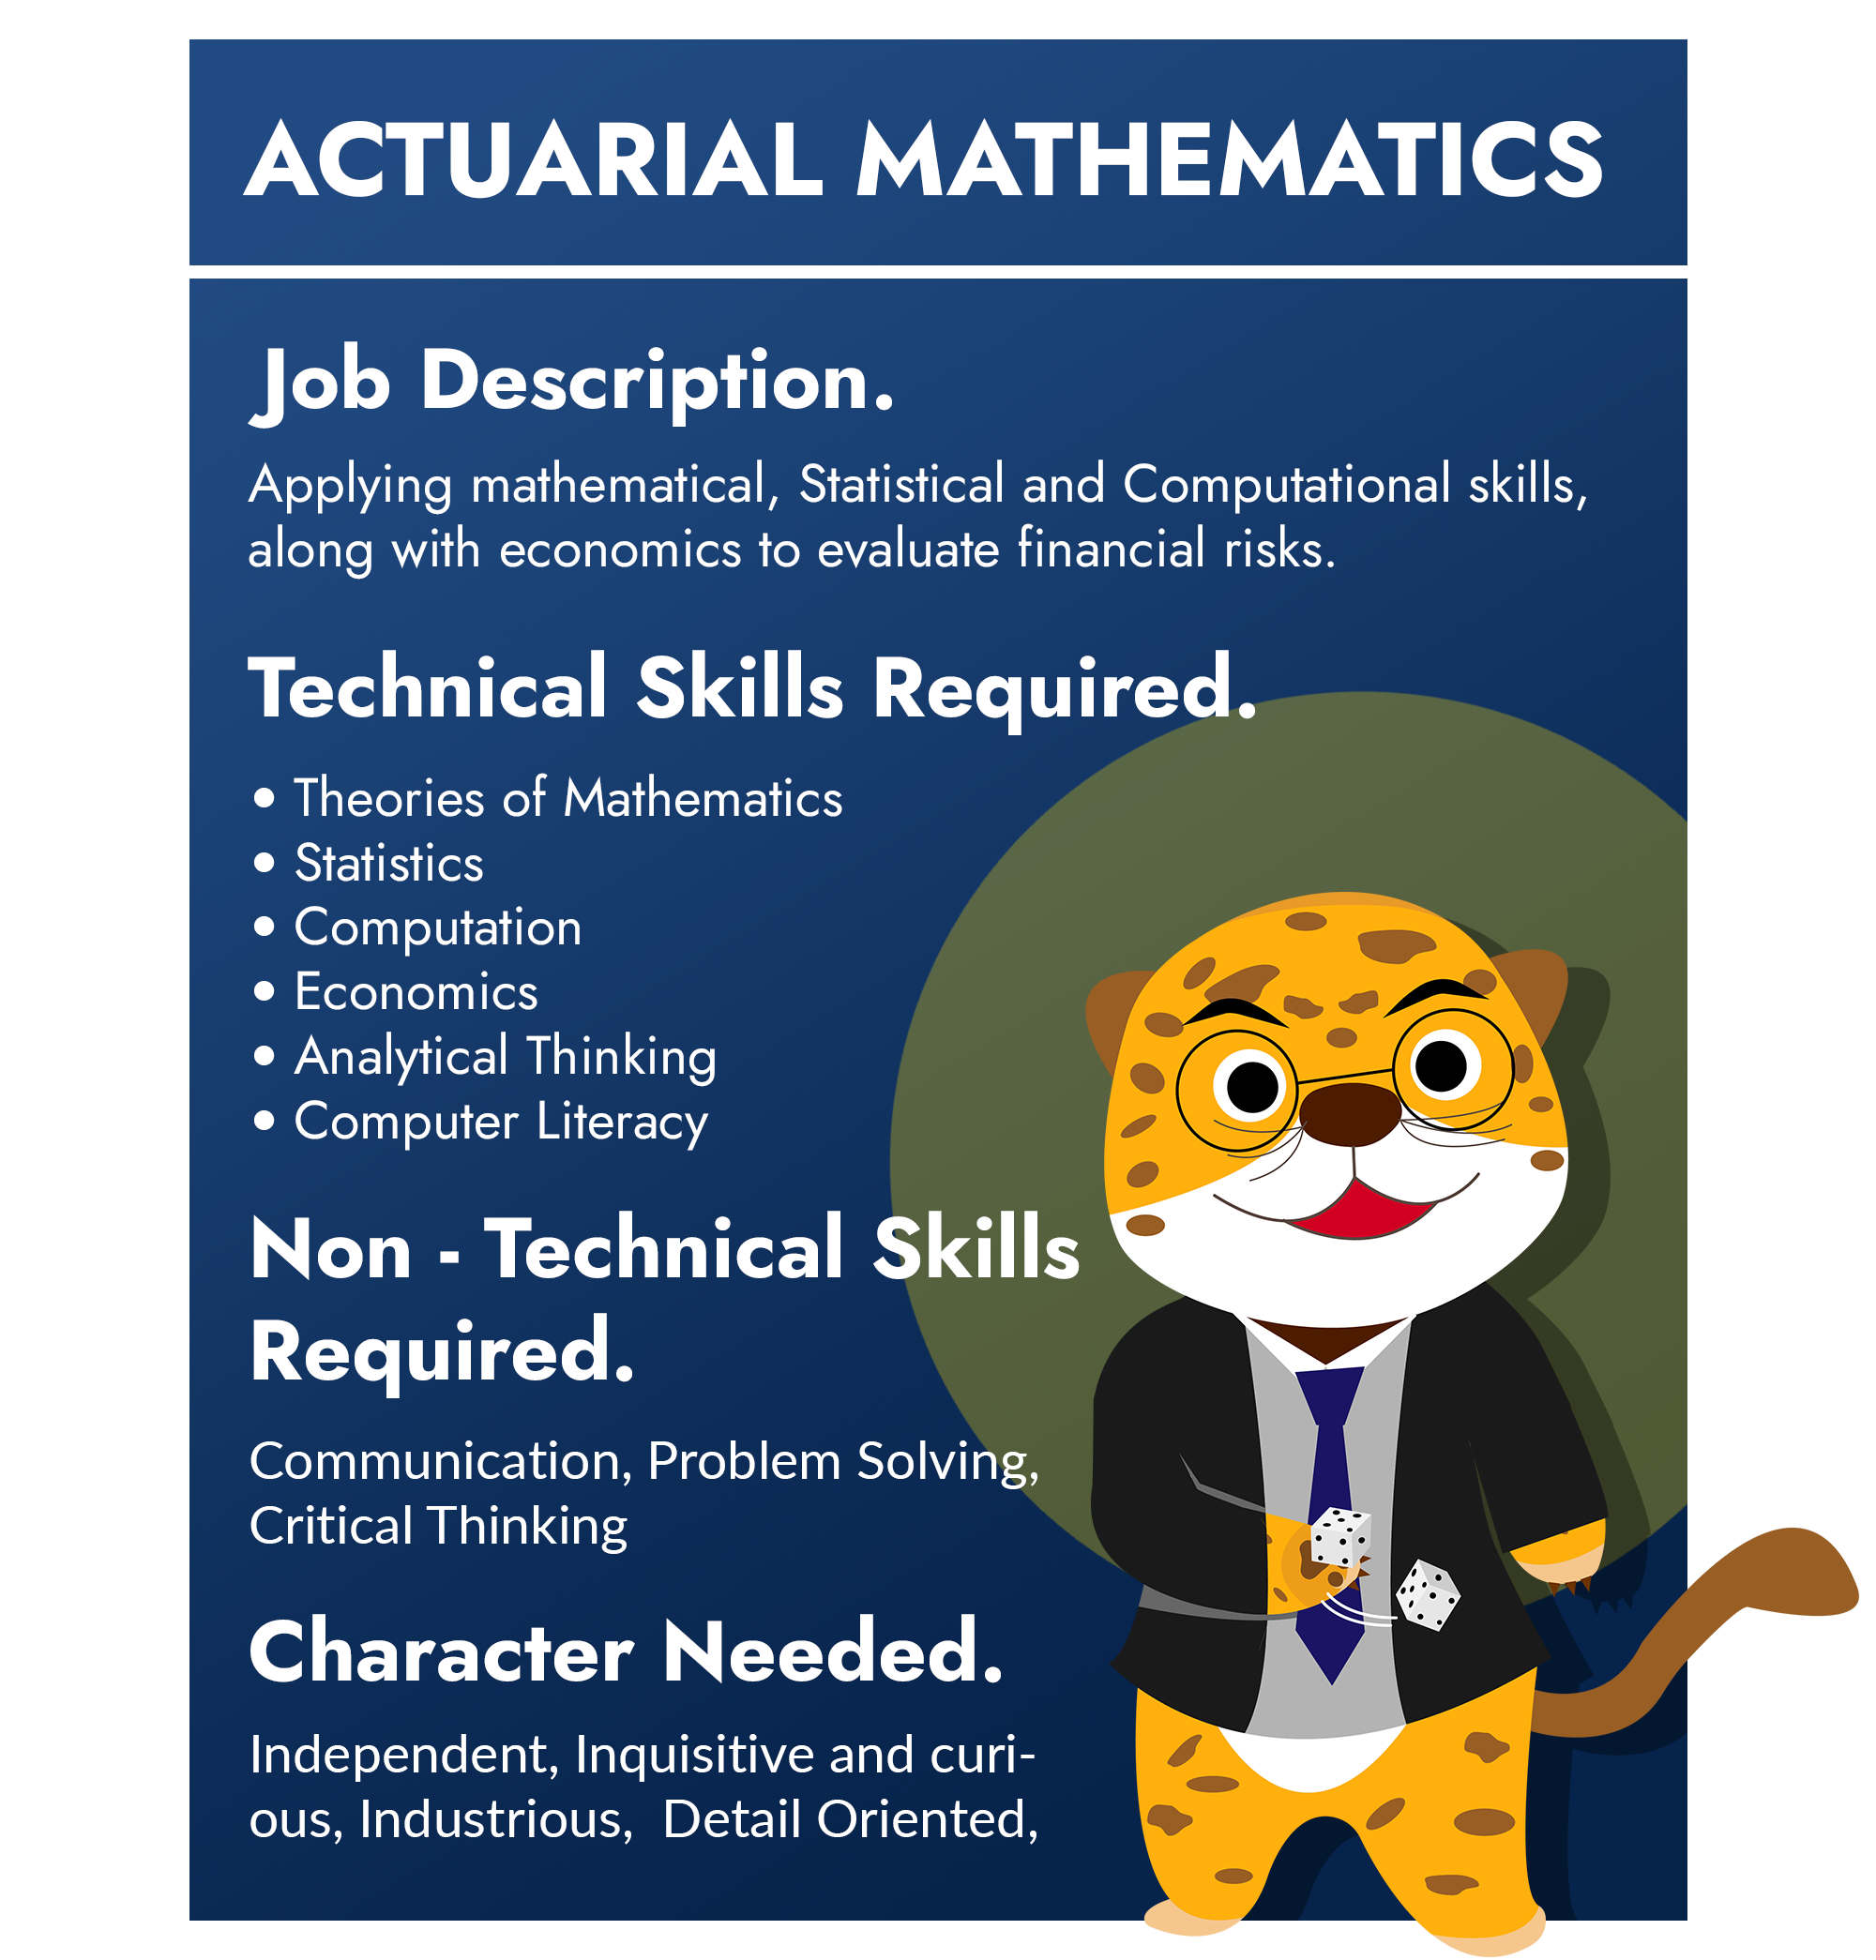 ACTUARIAL MATHEMATICS
Job Description.
Applying mathematical, Statistical and Computational skills,
along with economics to evaluate financial risks.
Technical Skills Required.
• Theories of Mathematics
• Statistics
• Computation
• Economics
• Analytical Thinking
• Computer Literacy
Non - Technical Skills
Required.
Communication, Problem Solving,
Critical Thinking
Character Needed.
Independent, Inquisitive and curi-
ous, Industrious,  Detail Oriented,